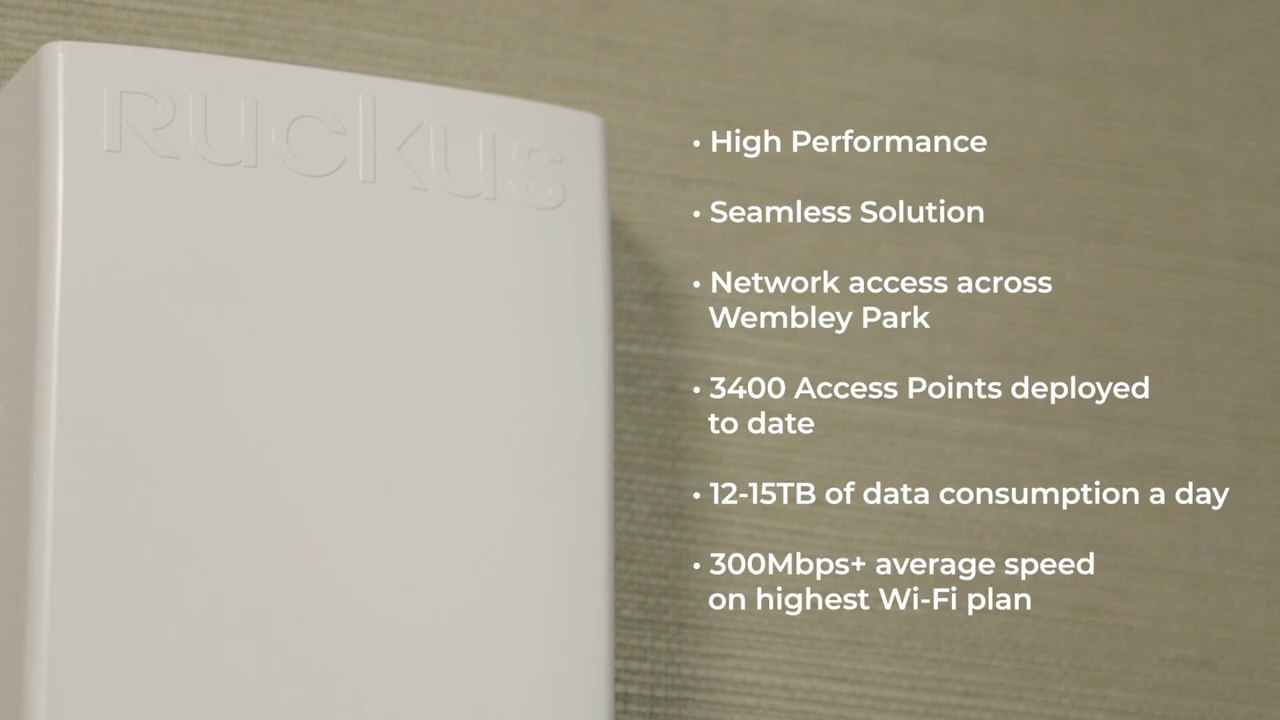 Ruckus
• High Performance
• Seamless Solution
• Network access across
Wembley Park
• 3400 Access Points deployed
to date
• 12-15TB of data consumption a day
• 300Mbps+ average speed
on highest Wi-Fi plan